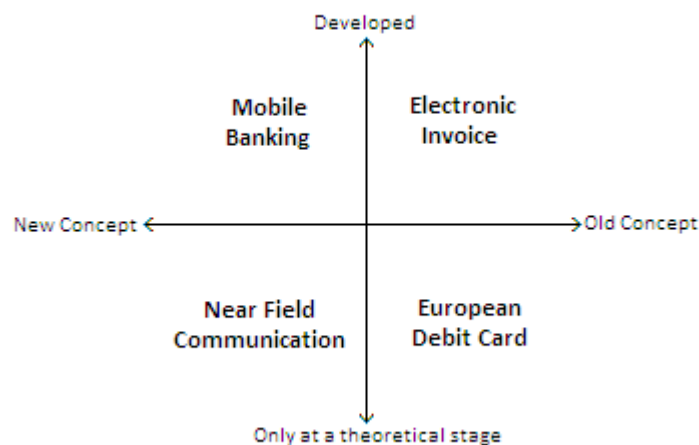 Developed
Mobile
Banking
Electronic
Invoice
New Concept
Old Concept
Near Field
Communication
European
Debit Card
Only at a theoretical stage